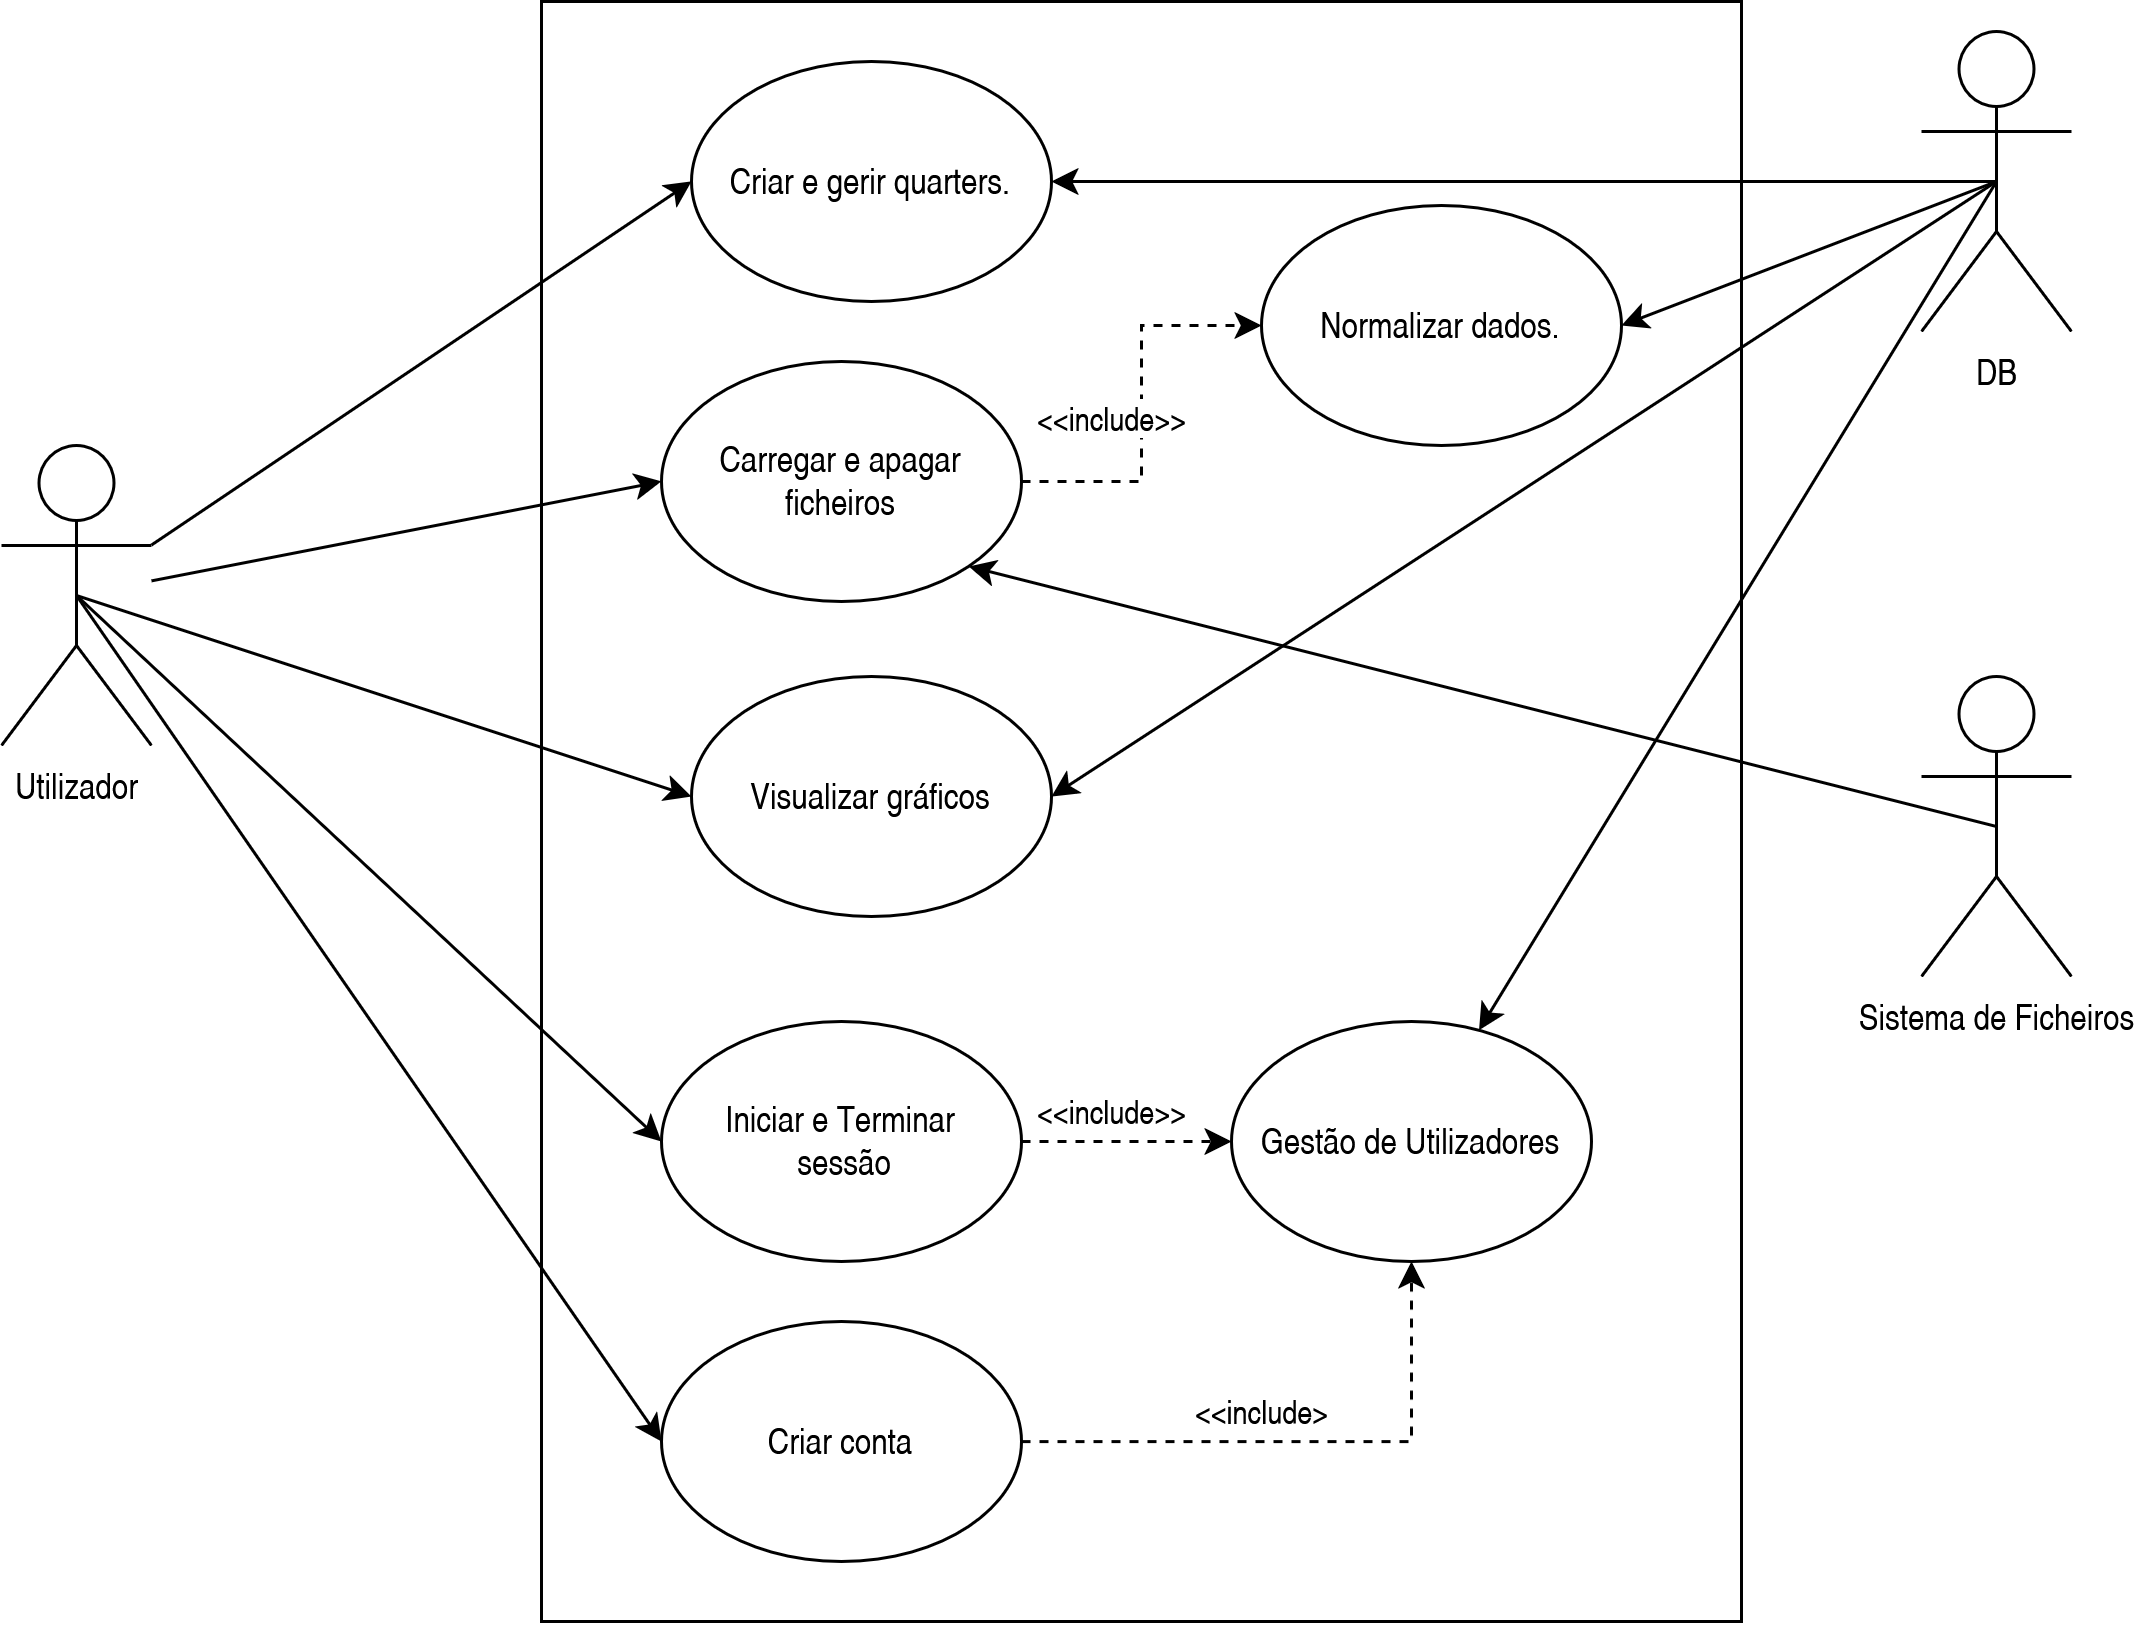 Criar e gerir quarters.
Normalizar dados.
DB
<<include>>
Carregar e apagar
ficheiros
Utilizador
Visualizar gráficos
Sistema de Ficheiros
Iniciar e Terminar
sessão
<<include>>
Gestão de Utilizadores
<<include>
Criar conta